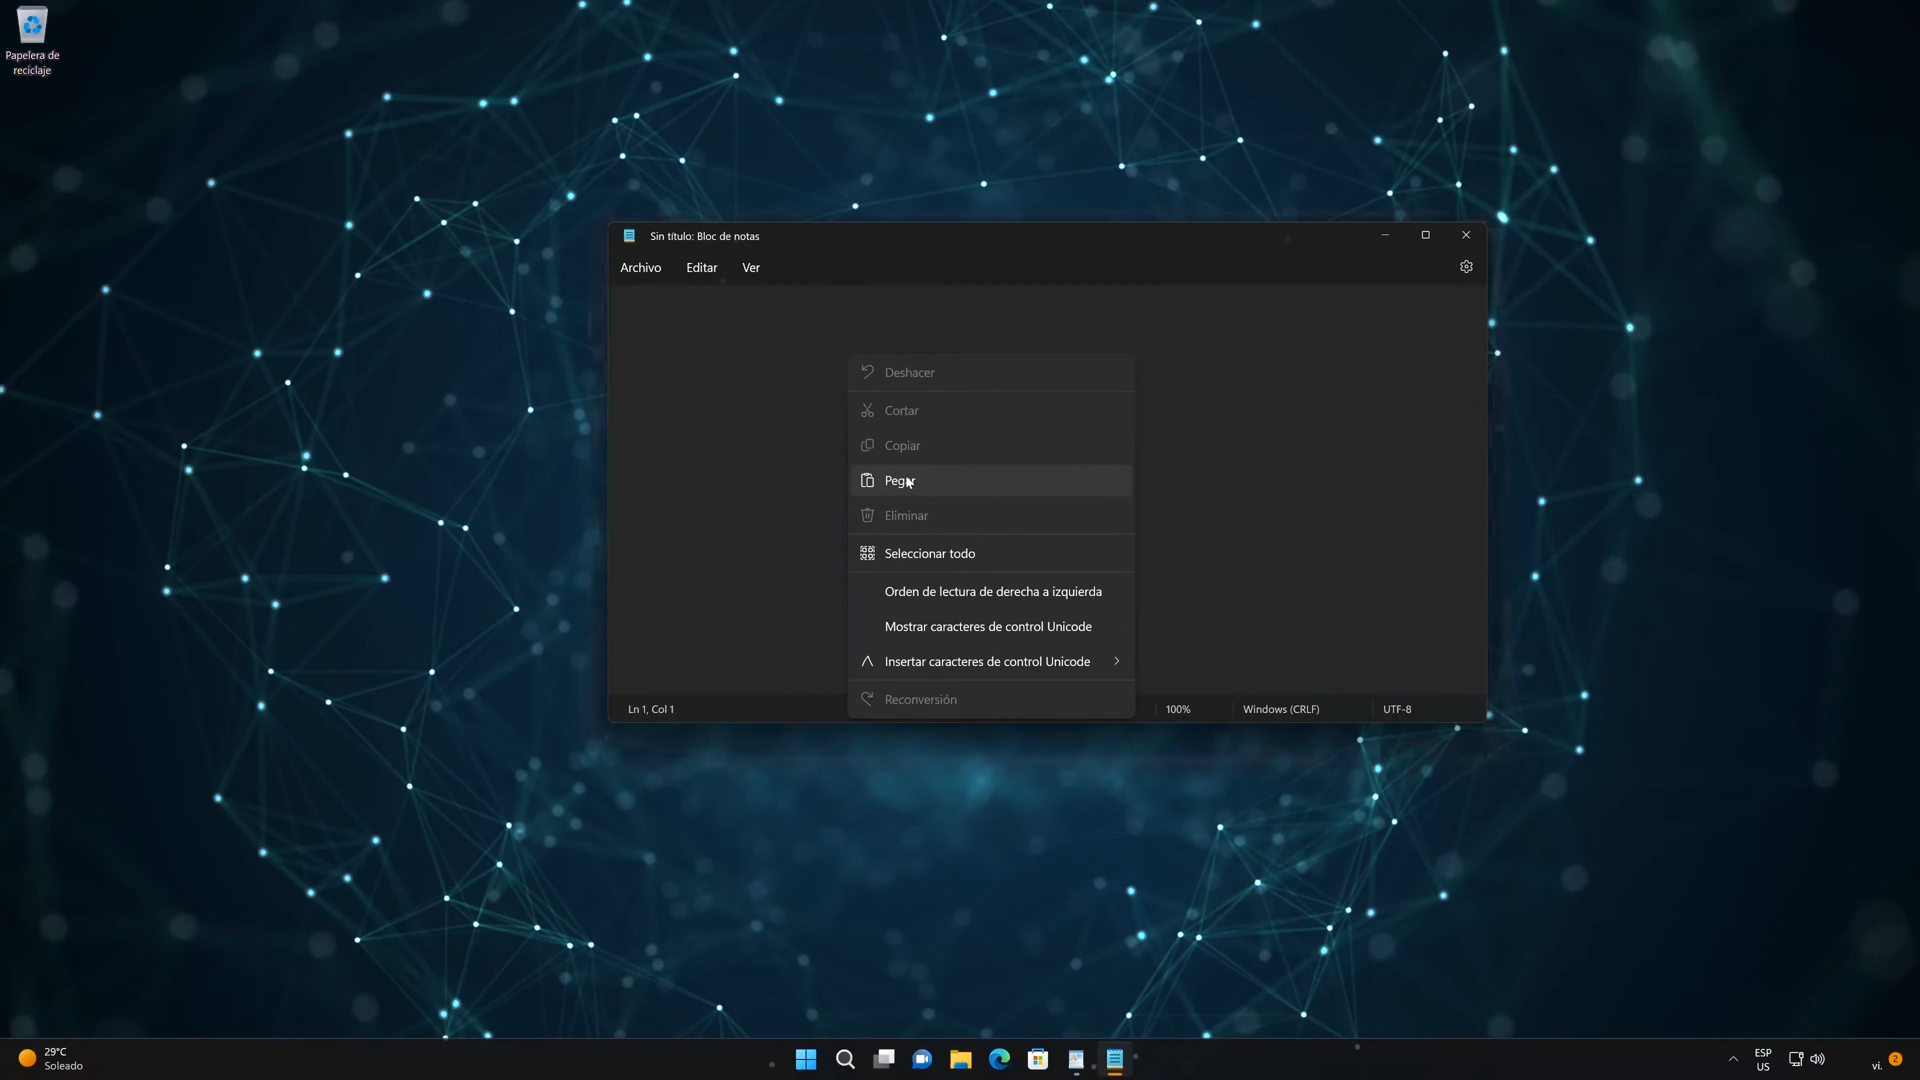 Papelera de
reciclaje
Sin título: Bloc de notas
Archivo Editar Ver
Deshacer
Cortar
Copiar
Pegar
Eliminar
Seleccionar todo
Orden de lectura de derecha a izquierda
Mostrar caracteres de control Unicode
Insertar caracteres de control Unicode
Reconversión
Ln 1, Col 1
100%
Windows (CRLF)
UTF-8
29°C
Soleado
ESP
US
vi.
2